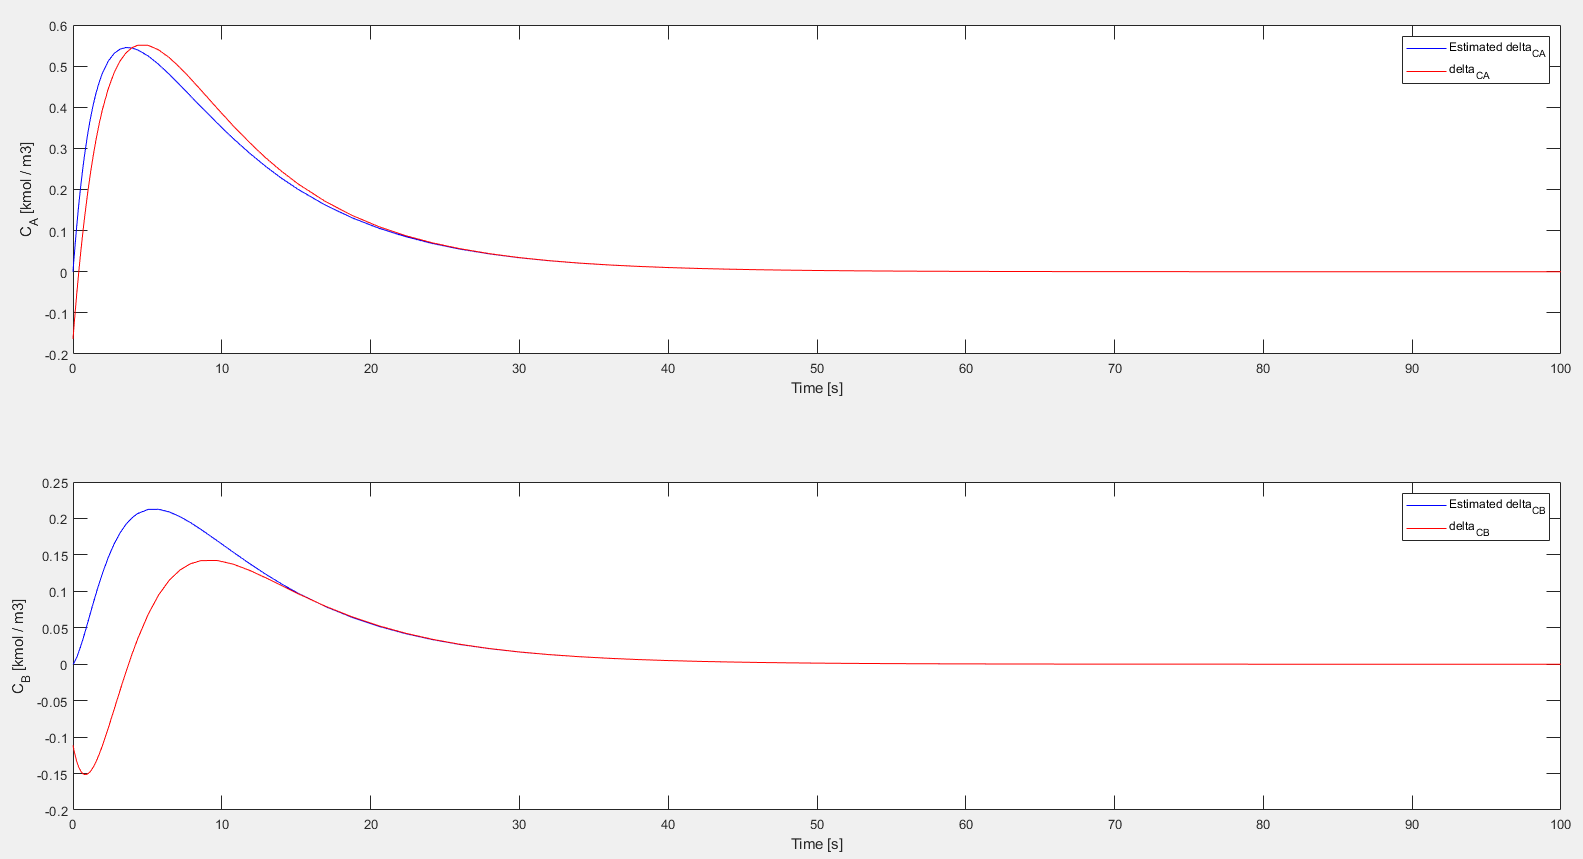 0.6
0.5
0.4
0.3
0.2
0.1
0
-0.1
-0.2
C_A [kmol / m3]
Estimated delta_CA
delta_CA
0 10 20 30 40 50 60 70 80 90 100
Time [s]
0.25
0.2
0.15
0.1
0.05
0
-0.05
-0.1
-0.15
-0.2
C_B [kmol / m3]
Estimated delta_CB
delta_CB
0 10 20 30 40 50 60 70 80 90 100
Time [s]